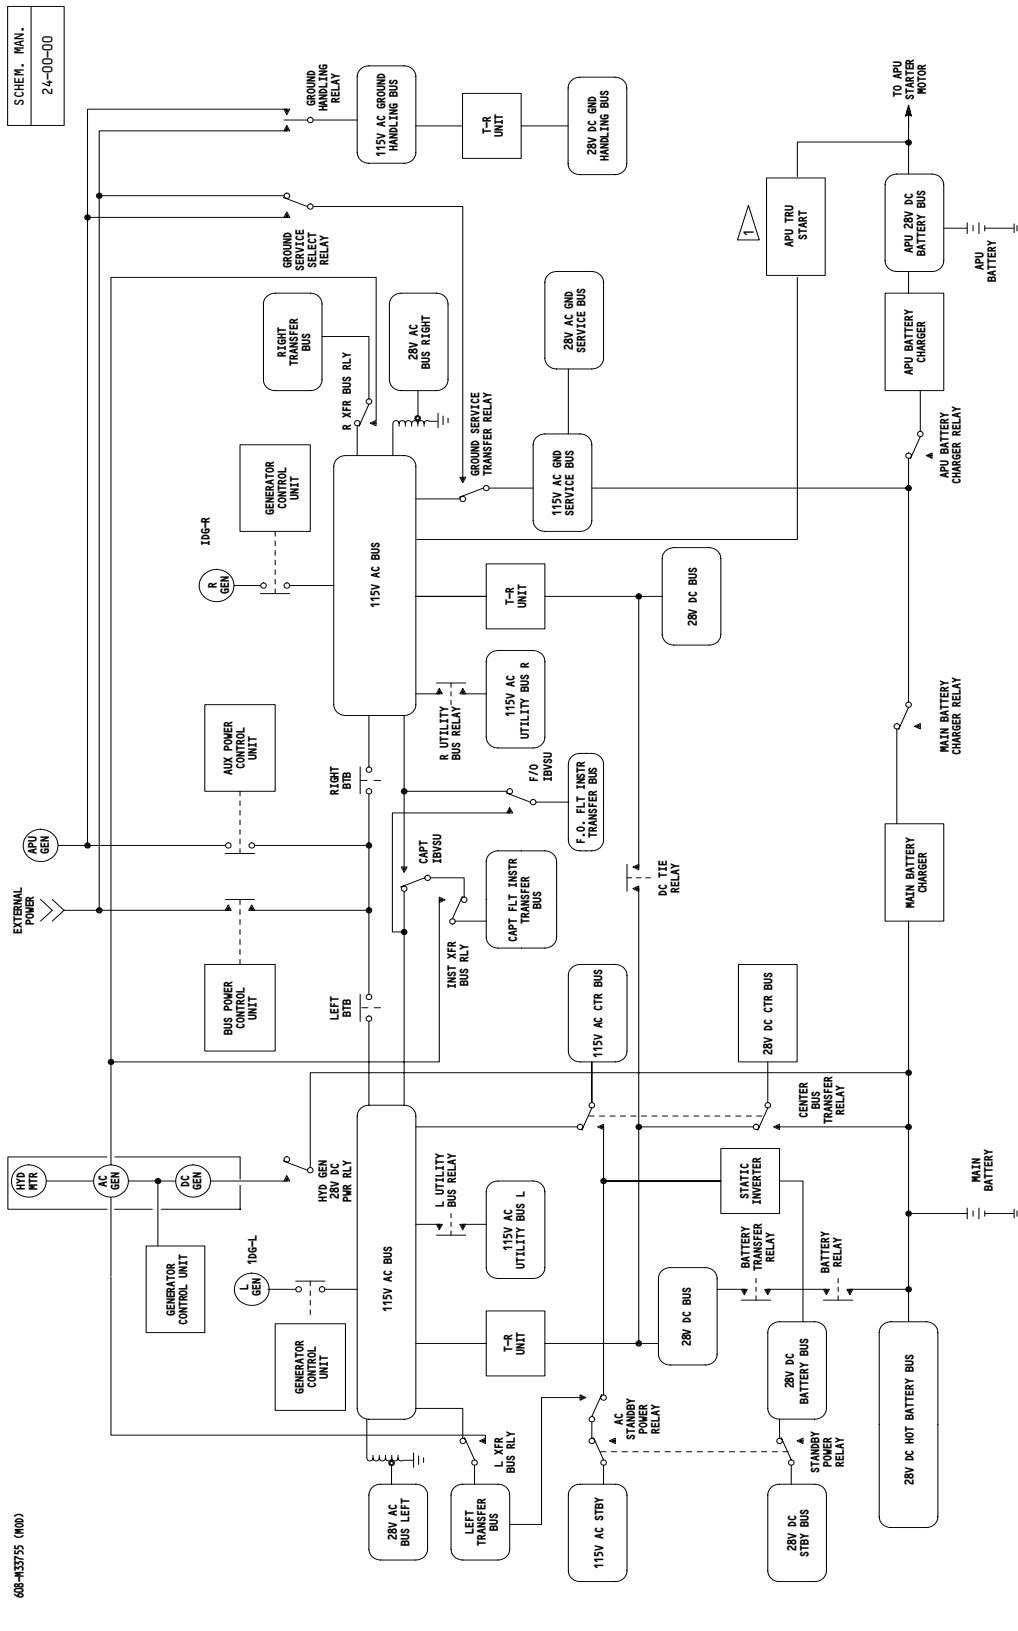 SCHEM. MAN.
24-00-00
EXTERNAL
POWER
APU
GEN
BUS POWER
CONTROL
UNIT
AUX POWER
CONTROL
UNIT
GROUND
HANDLING
RELAY
115V AC GROUND
HANDLING BUS
T-R
UNIT
28V DC GND
HANDLING BUS
GROUND
SERVICE
SELECT
RELAY
HYD
MTR
AC
GEN
DC
GEN
GENERATOR
CONTROL UNIT
HYD GEN
28V DC
PWR RLY
1DG-L
L
GEN
GENERATOR
CONTROL
UNIT
IDG-R
R
GEN
GENERATOR
CONTROL
UNIT
RIGHT
TRANSFER
BUS
R XFR BUS RLY
28V AC
BUS RIGHT
LEFT
BTB
RIGHT
BTB
115V AC BUS
115V AC BUS
28V AC
BUS LEFT
L XFR
BUS RLY
LEFT
TRANSFER
BUS
L UTILITY
BUS RELAY
115V AC
UTILITY BUS L
T-R
UNIT
INST XFR
BUS RLY
CAPT
IBVSU
CAPT FLT INSTR
TRANSFER
BUS
F/O
IBVSU
F.O. FLT INSTR
TRANSFER BUS
R UTILITY
BUS RELAY
115V AC
UTILITY BUS R
T-R
UNIT
GROUND SERVICE
TRANSFER RELAY
115V AC GND
SERVICE BUS
28V AC GND
SERVICE BUS
115V AC STBY
AC
STANDBY
POWER
RELAY
115V AC CTR BUS
DC TIE
RELAY
28V DC BUS
28V DC BUS
28V DC CTR BUS
CENTER
BUS
TRANSFER
RELAY
STATIC
INVERTER
BATTERY
TRANSFER
RELAY
BATTERY
RELAY
28V DC
BATTERY BUS
STANDBY
POWER
RELAY
28V DC
STBY BUS
28V DC HOT BATTERY BUS
MAIN
BATTERY
MAIN BATTERY
CHARGER
MAIN BATTERY
CHARGER RELAY
APU BATTERY
CHARGER RELAY
APU BATTERY
CHARGER
APU 28V DC
BATTERY BUS
APU
BATTERY
1
APU TRU
START
TO APU
STARTER
MOTOR
608-M33755 (MOD)